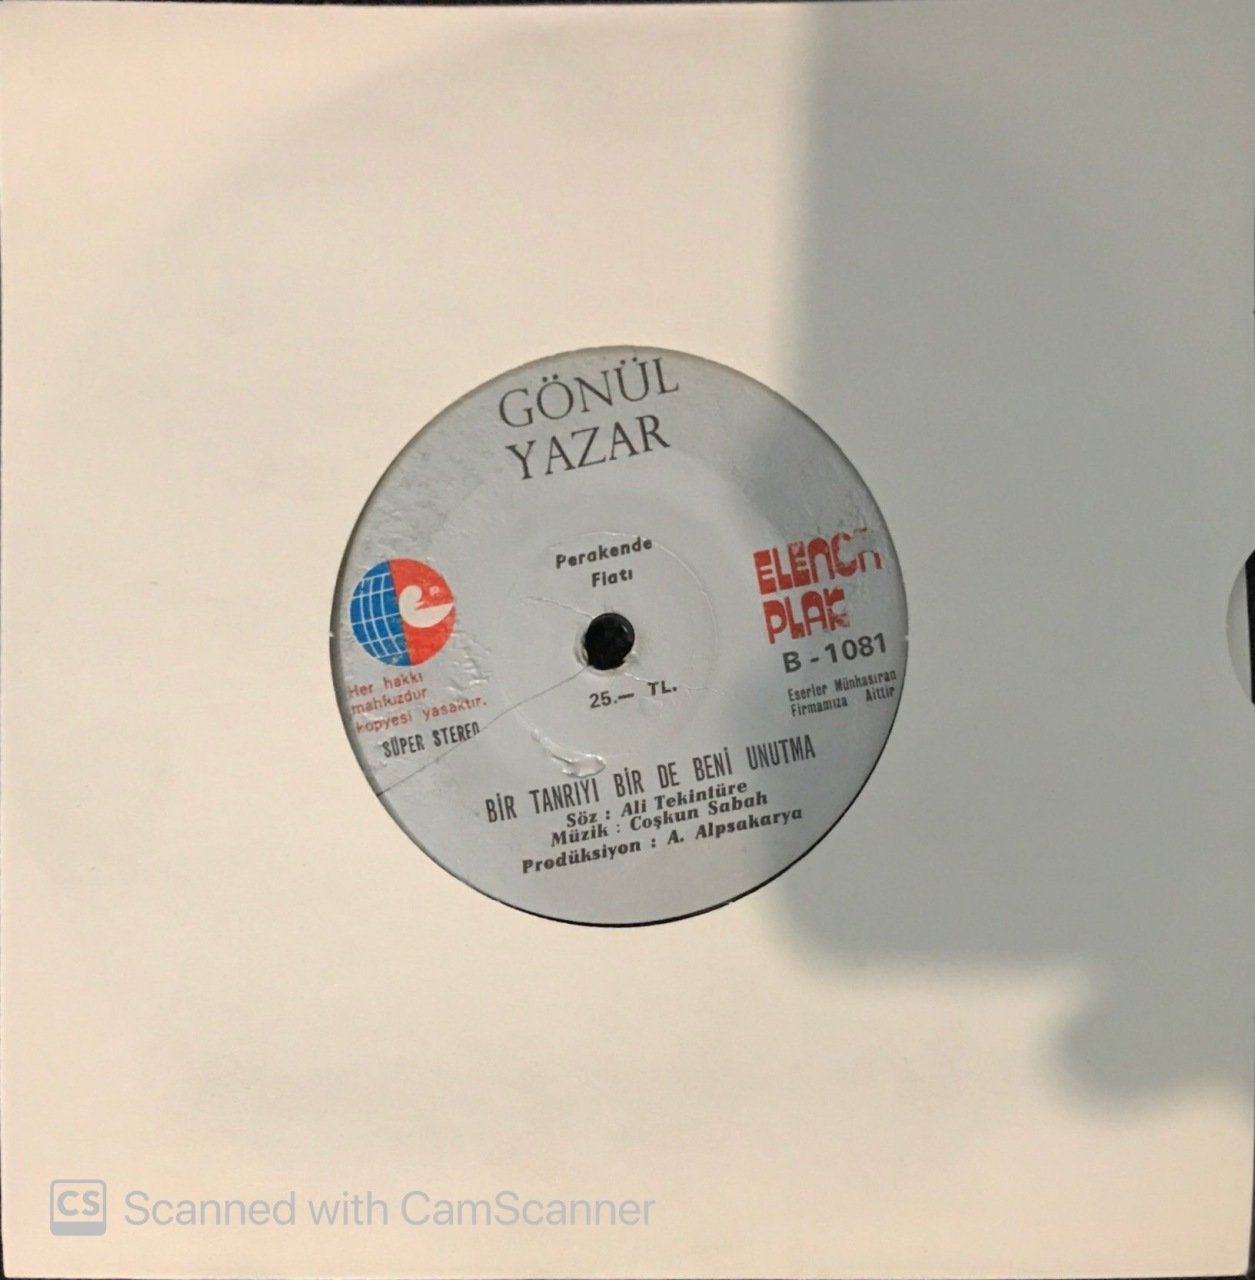 GÖNÜL
YAZAR
Perakende
Fiatı
ELENOR
PLAK
B - 1081
Eserler Münhasıran
Firmamıza Aittir
25.— TL.
Her hakkı
mahfuzdur
kopyesi yasaktır.
SÜPER STEREO
BİR TANRIYI BİR DE BENİ UNUTMA
Söz : Ali Tekintüre
Müzik : Coşkun Sabah
Prodüksiyon : A. Alpsakarya
CS Scanned with CamScanner